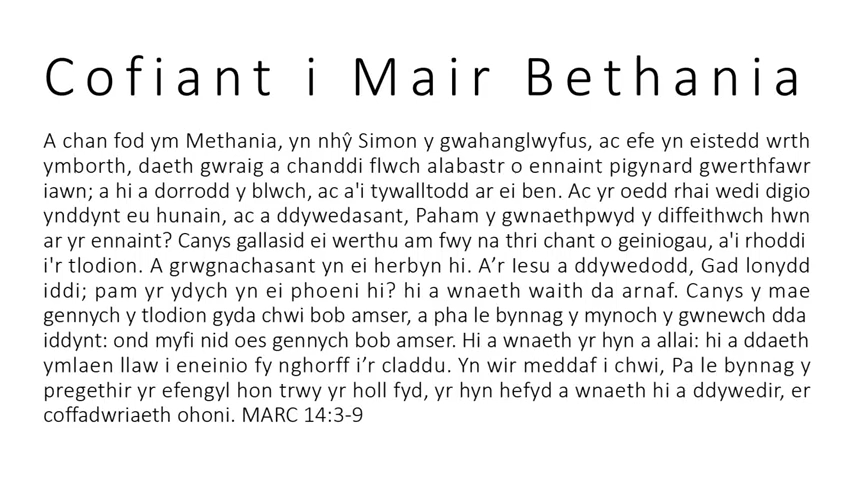 Cofiant i Mair Bethania
A chan fod ym Methania, yn nhŷ Simon y gwahanglwyfus, ac efe yn eistedd wrth
ymborth, daeth gwraig a chanddi flwch alabastr o ennaint pigynard gwerthfawr
iawn; a hi a dorrodd y blwch, ac a'i tywalltodd ar ei ben. Ac yr oedd rhai wedi digio
ynddynt eu hunain, ac a ddywedasant, Paham y gwnaethpwyd y diffeithwch hwn
ar yr ennaint? Canys gallasid ei werthu am fwy na thri chant o geiniogau, a'i rhoddi
i'r tlodion. A grwgnachasant yn ei herbyn hi. A’r Iesu a ddywedodd, Gad lonydd
iddi; pam yr ydych yn ei phoeni hi? hi a wnaeth waith da arnaf. Canys y mae
gennych y tlodion gyda chwi bob amser, a pha le bynnag y mynoch y gwnewch dda
iddynt: ond myfi nid oes gennych bob amser. Hi a wnaeth yr hyn a allai: hi a ddaeth
ymlaen llaw i eneinio fy nghorff i’r claddu. Yn wir meddaf i chwi, Pa le bynnag y
pregethir yr efengyl hon trwy yr holl fyd, yr hyn hefyd a wnaeth hi a ddywedir, er
coffadwriaeth ohoni. MARC 14:3-9